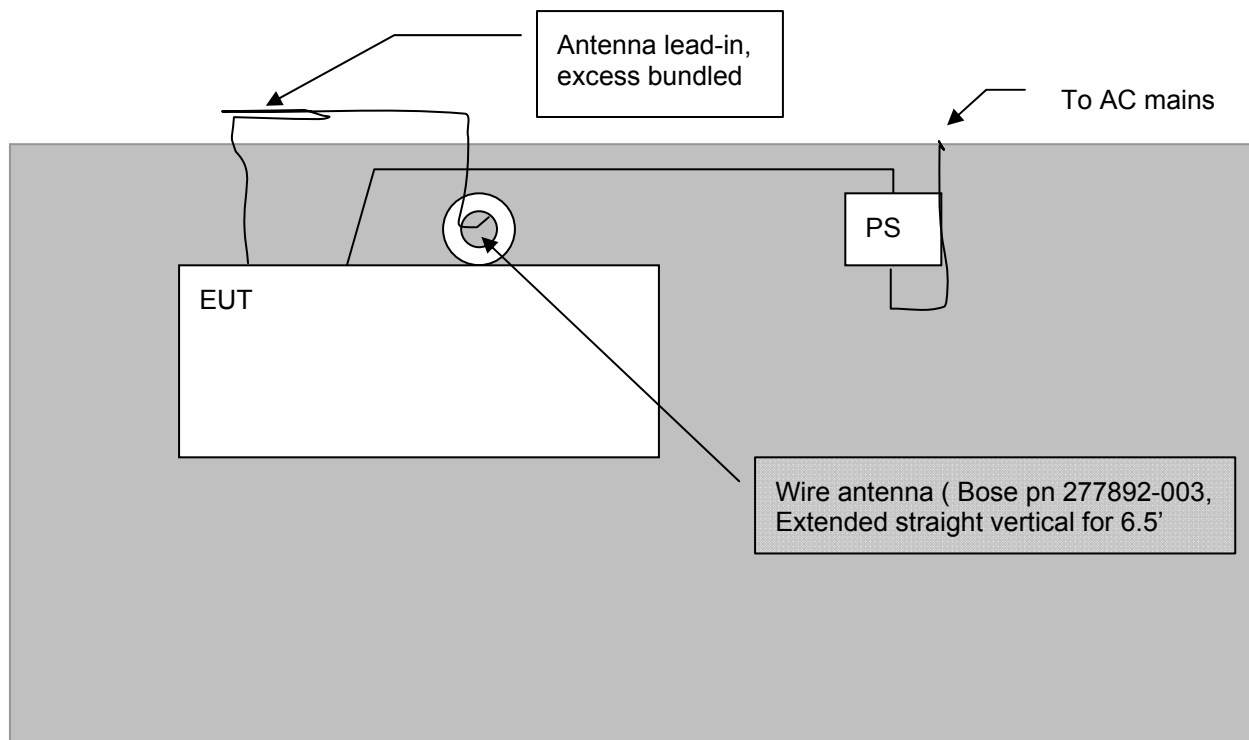 Antenna lead-in,
excess bundled
To AC mains
PS
EUT
Wire antenna ( Bose pn 277892-003,
Extended straight vertical for 6.5’